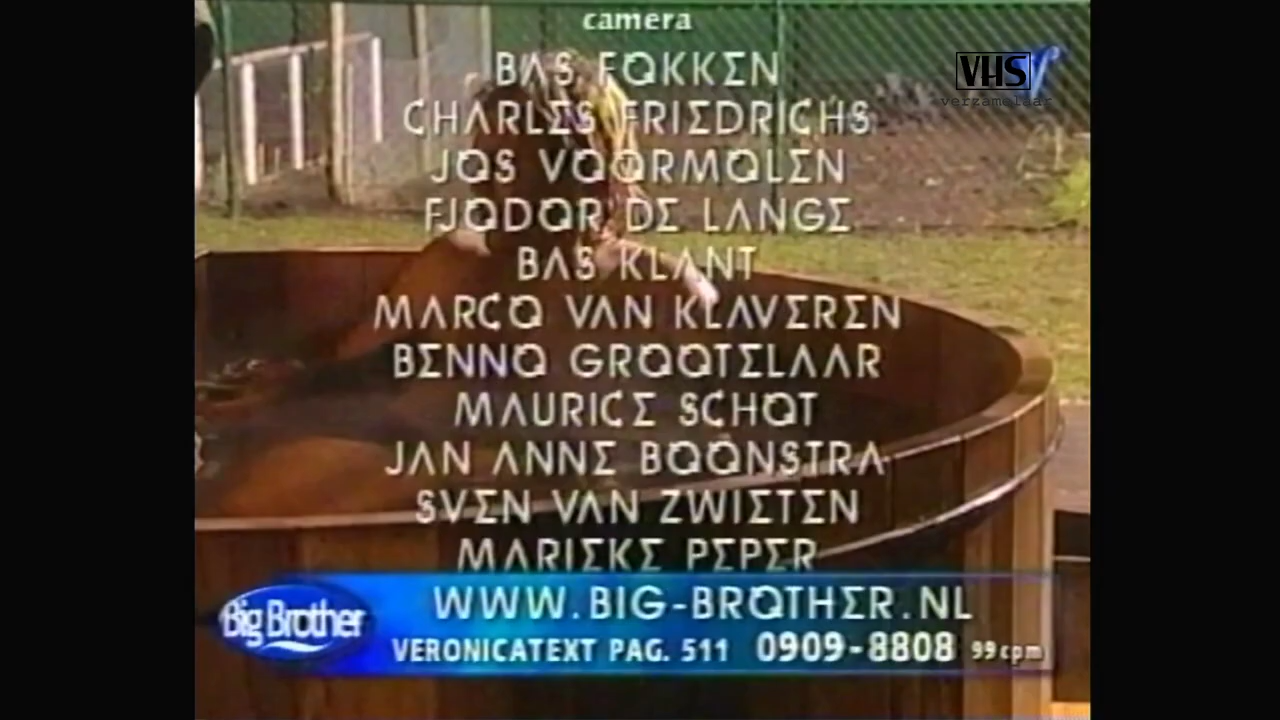 camera
BAS FOKKEN
CHARLES FRIEDRICHS
JOS VOORMOLEN
FJODOR DE LANGE
BAS KLANT
MARCO VAN KLAVEREN
BENNO GROOTELAAR
MAURICE SCHOT
JAN ANNE BOONSTRA
SVEN VAN ZWIETEN
MARIEKE PEPER
VHS
verzamelaar
Big Brother
WWW.BIG-BROTHER.NL
VERONICATEXT PAG. 511 0909-8808 99cpm